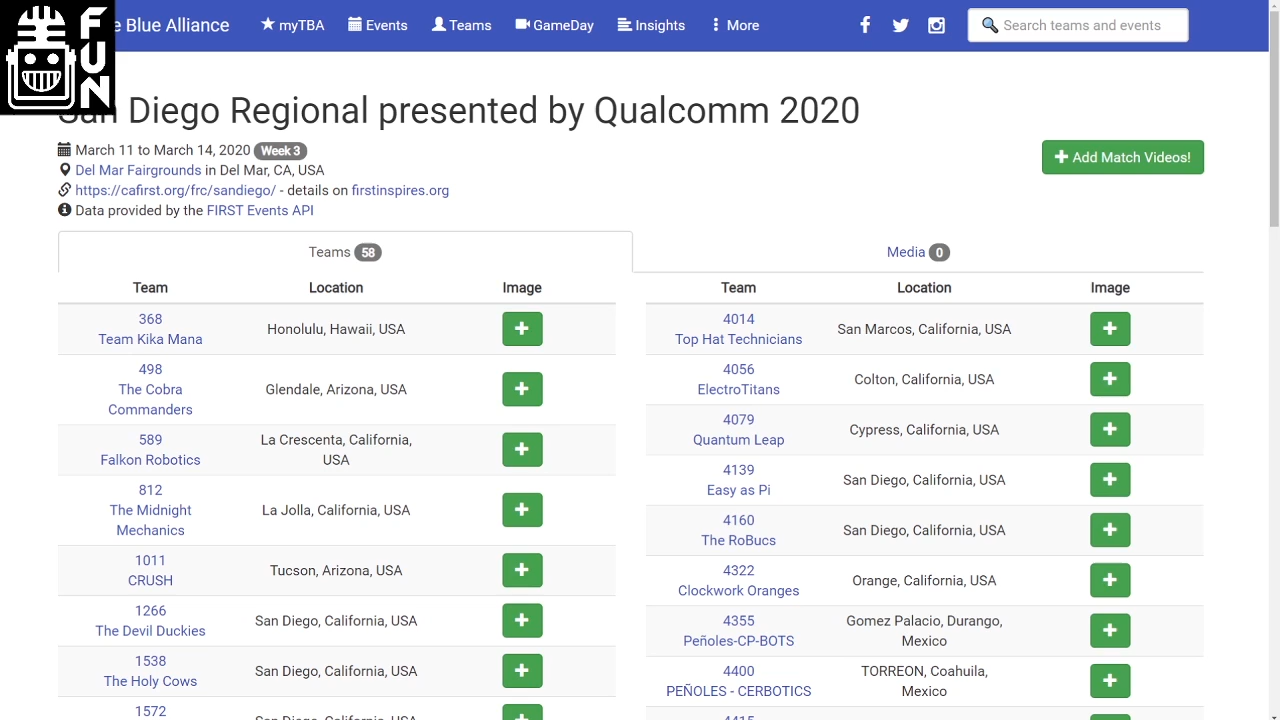 FUN
e Blue Alliance
myTBA
Events
Teams
GameDay
Insights
More
Search teams and events
San Diego Regional presented by Qualcomm 2020
March 11 to March 14, 2020 Week 3
Del Mar Fairgrounds in Del Mar, CA, USA
https://cafirst.org/frc/sandiego/ - details on firstinspires.org
Data provided by the FIRST Events API
Add Match Videos!
Teams 58
Media 0
Team Location Image
368
Team Kika Mana
Honolulu, Hawaii, USA
498
The Cobra
Commanders
Glendale, Arizona, USA
589
Falkon Robotics
La Crescenta, California,
USA
812
The Midnight
Mechanics
La Jolla, California, USA
1011
CRUSH
Tucson, Arizona, USA
1266
The Devil Duckies
San Diego, California, USA
1538
The Holy Cows
San Diego, California, USA
1572
San Diego, California, USA
Team Location Image
4014
Top Hat Technicians
San Marcos, California, USA
4056
ElectroTitans
Colton, California, USA
4079
Quantum Leap
Cypress, California, USA
4139
Easy as Pi
San Diego, California, USA
4160
The RoBucs
San Diego, California, USA
4322
Clockwork Oranges
Orange, California, USA
4355
Peñoles-CP-BOTS
Gomez Palacio, Durango,
Mexico
4400
PEÑOLES - CERBOTICS
TORREON, Coahuila,
Mexico
4415